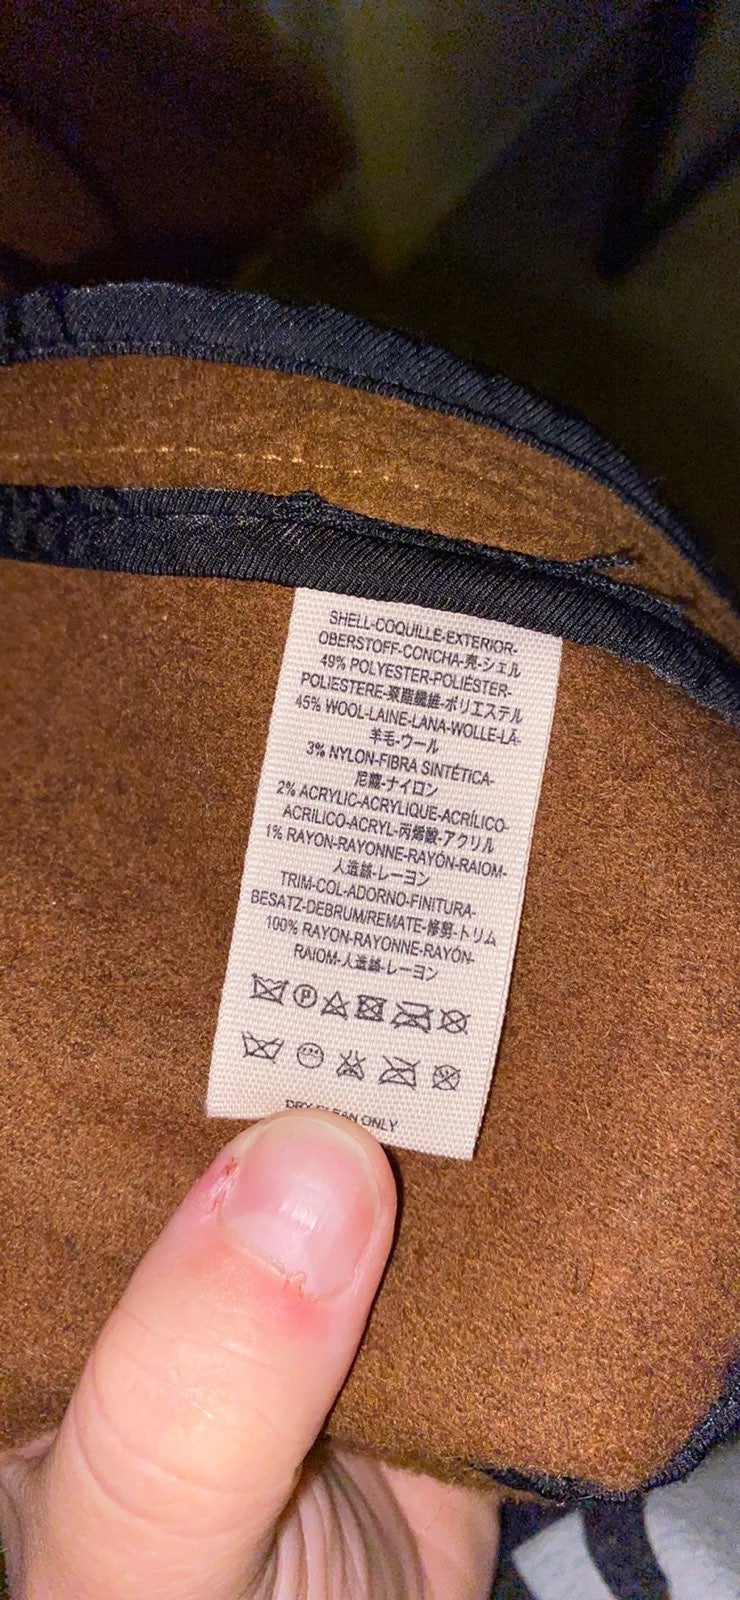 SHELL-COQUILLE-EXTERIOR-
OBERSTOFF-CONCHA-売-シェル
49% POLYESTER-POLIÉSTER-
POLIESTERE-聚酯纖維-ポリエステル
45% WOOL-LAINE-LANA-WOLLE-LÃ-
羊毛-ウール
3% NYLON-FIBRA SINTÉTICA-
尼龍-ナイロン
2% ACRYLIC-ACRYLIQUE-ACRÍLICO-
ACRILICO-ACRYL-丙烯酸-アクリル
1% RAYON-RAYONNE-RAYÓN-RAIOM-
人造絲-レーヨン
TRIM-COL-ADORNO-FINITURA-
BESATZ-DEBRUM/REMATE-修剪-トリム
100% RAYON-RAYONNE-RAYÓN-
RAIOM-人造絲-レーヨン
P
DRY CLEAN ONLY